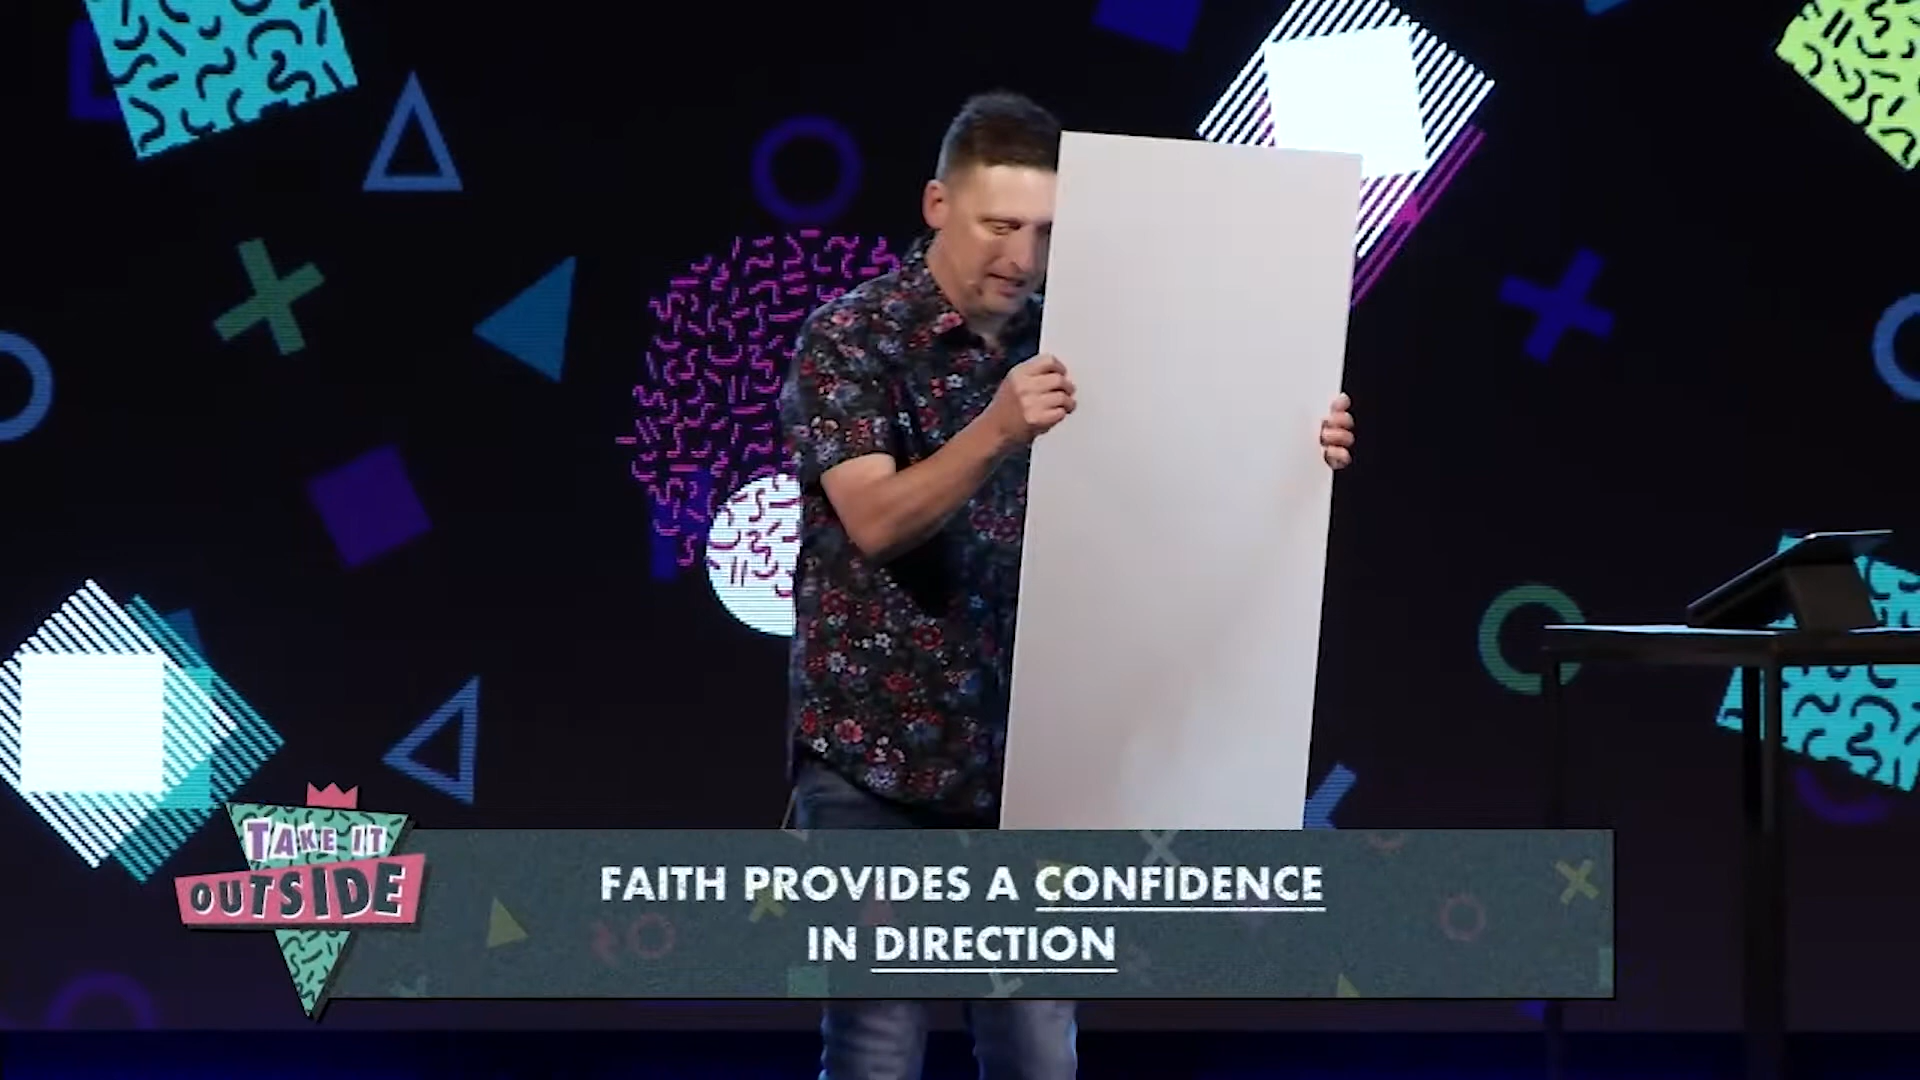 TAKE IT
OUTSIDE
FAITH PROVIDES A CONFIDENCE
IN DIRECTION